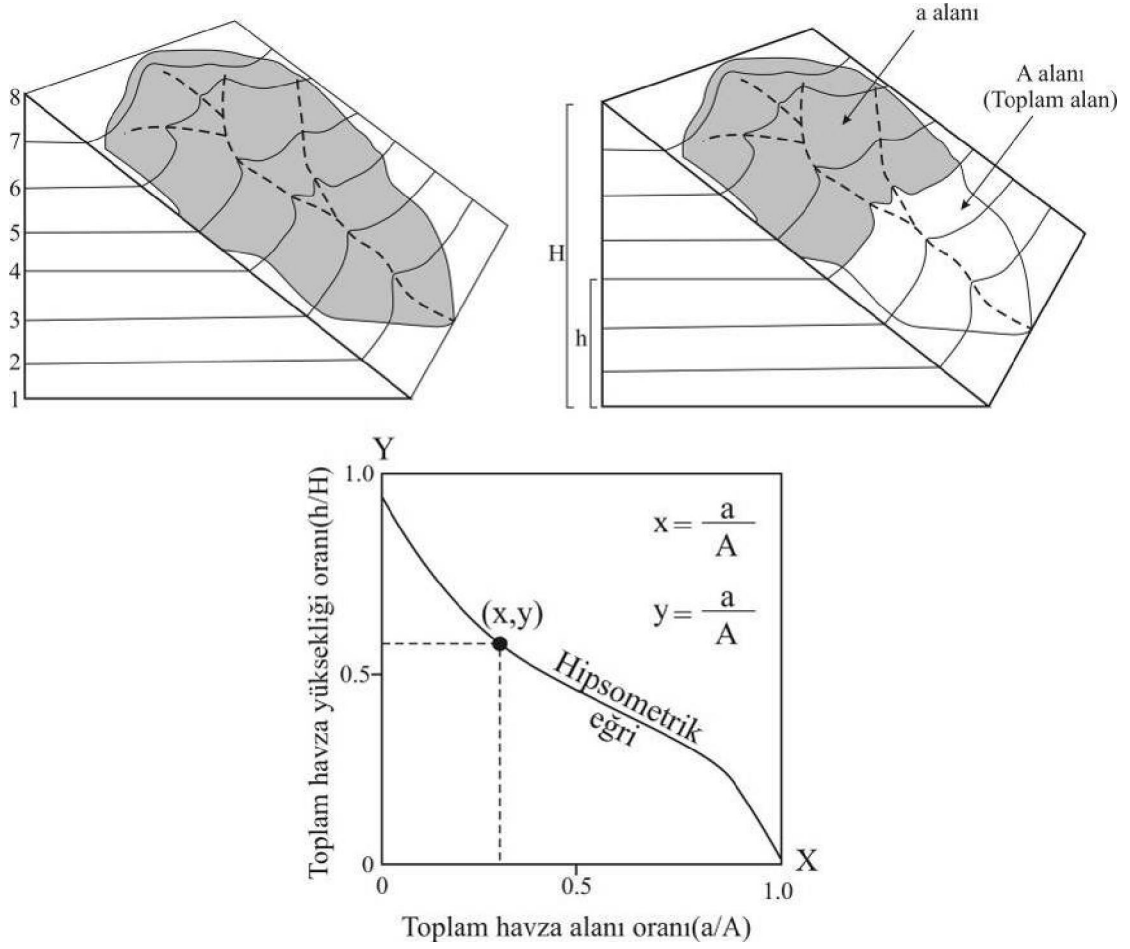 8
7
6
5
4
3
2
1
a alanı
A alanı
(Toplam alan)
H
h
Y
1.0
0.5
0
Toplam havza yüksekliği oranı(h/H)
x = a
A
y = a
A
(x,y)
Hipsometrik
eğri
X
0
0.5
1.0
Toplam havza alanı oranı(a/A)